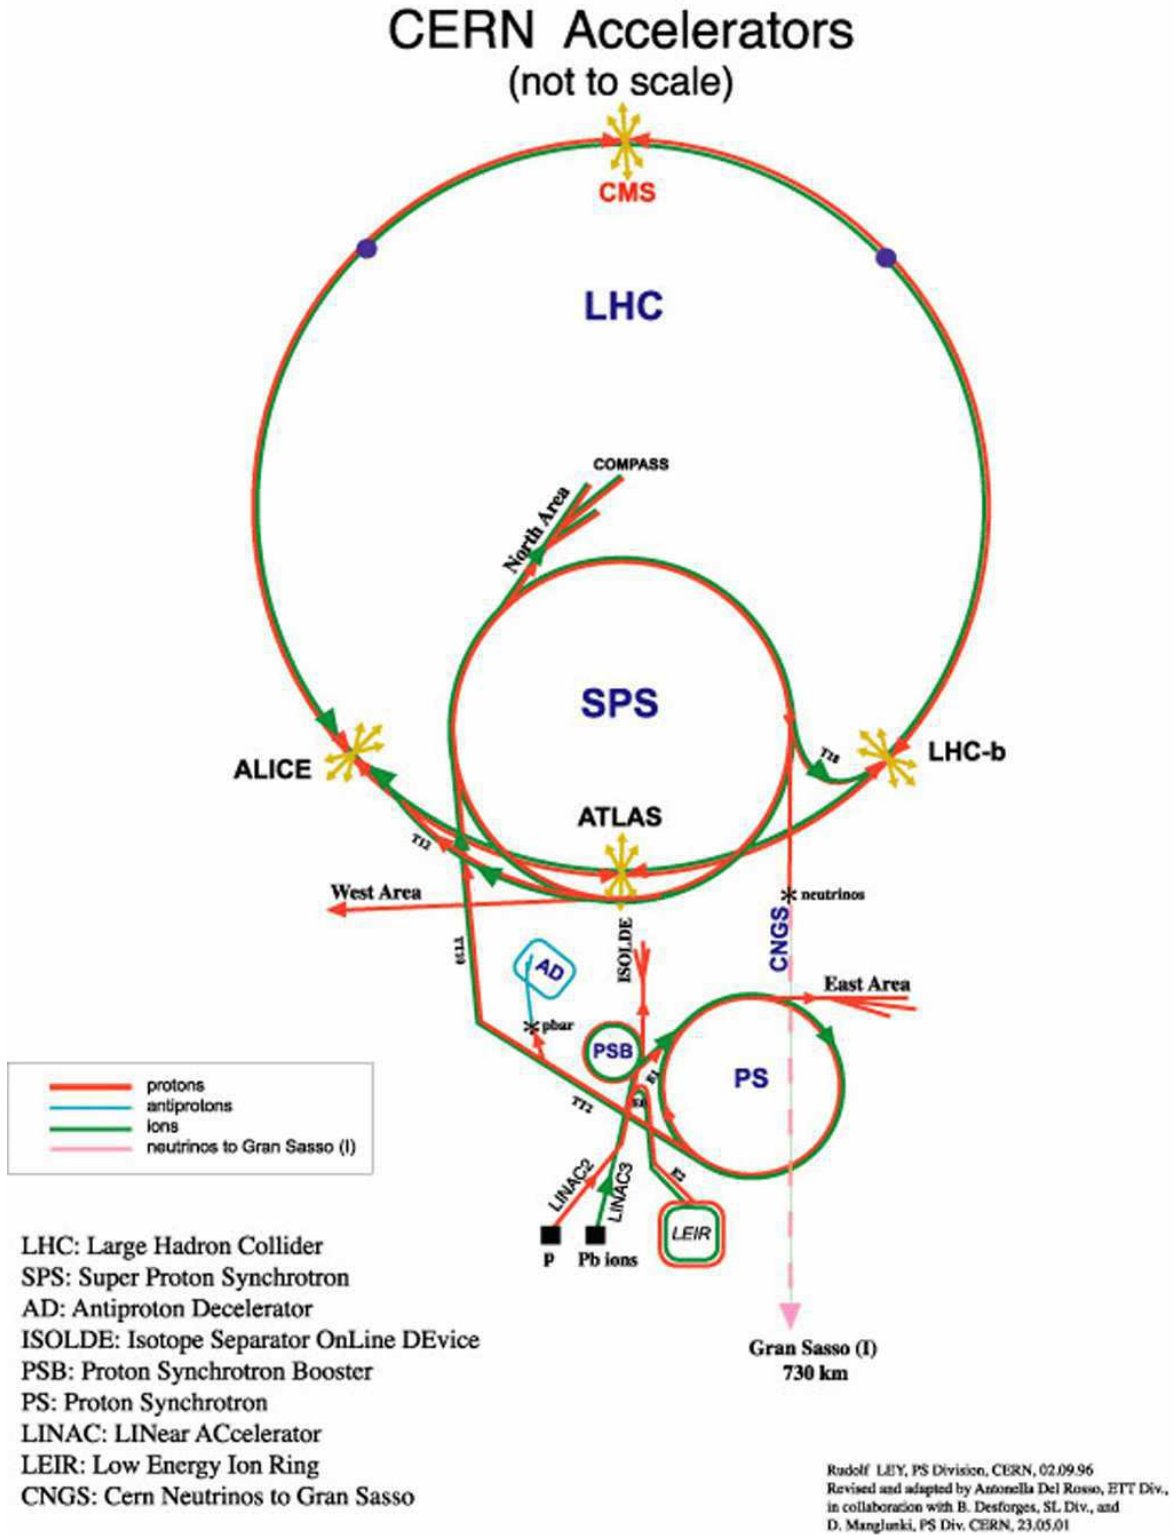 CERN Accelerators
(not to scale)
CMS
LHC
COMPASS
North Area
SPS
ALICE
LHC-b
ATLAS
West Area
neutrinos
CNGS
ISOLDE
AD
East Area
pbar
PSB
PS
E1
TT2
E2
LINAC2
LINAC3
LEIR
p
Pb ions
protons
antiprotons
ions
neutrinos to Gran Sasso (I)
Gran Sasso (I)
730 km
LHC: Large Hadron Collider
SPS: Super Proton Synchrotron
AD: Antiproton Decelerator
ISOLDE: Isotope Separator OnLine DEvice
PSB: Proton Synchrotron Booster
PS: Proton Synchrotron
LINAC: LINear ACcelerator
LEIR: Low Energy Ion Ring
CNGS: Cern Neutrinos to Gran Sasso
Rudolf LEY, PS Division, CERN, 02.09.96
Revised and adapted by Antonella Del Rosso, ETT Div.,
in collaboration with B. Desforges, SL Div., and
D. Manglunki, PS Div. CERN, 23.05.01